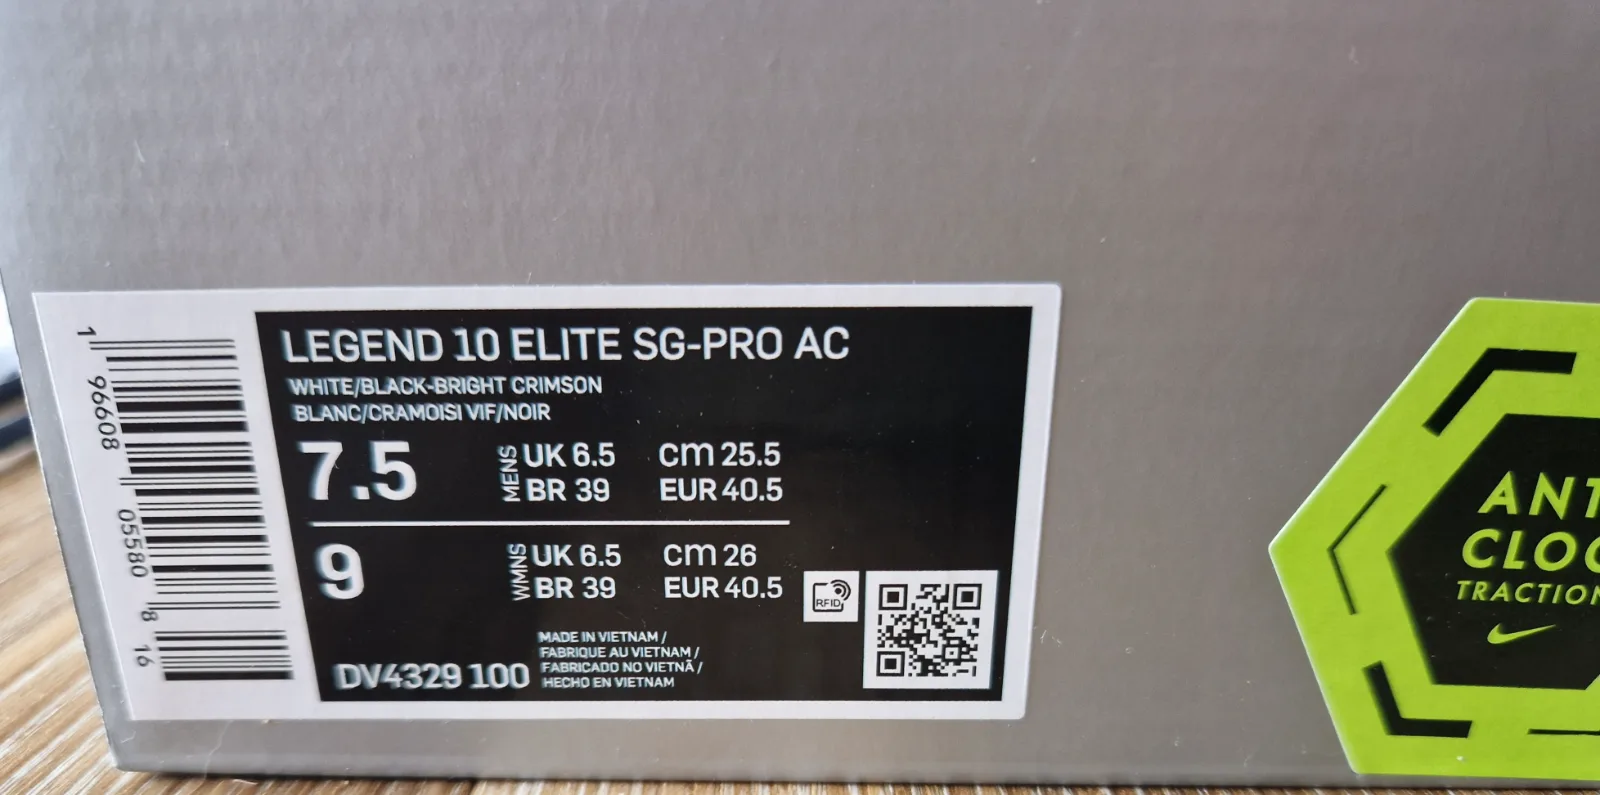 LEGEND 10 ELITE SG-PRO AC
WHITE/BLACK-BRIGHT CRIMSON
BLANC/CRAMOISI VIF/NOIR
7.5 MENS UK 6.5 CM 25.5
BR 39 EUR 40.5
9 WMNS UK 6.5 CM 26
BR 39 EUR 40.5
RFID
MADE IN VIETNAM /
FABRIQUE AU VIETNAM /
FABRICADO NO VIETNÃ /
HECHO EN VIETNAM
DV4329 100
1 96608 05580 8 16
ANT
CLOC
TRACTION